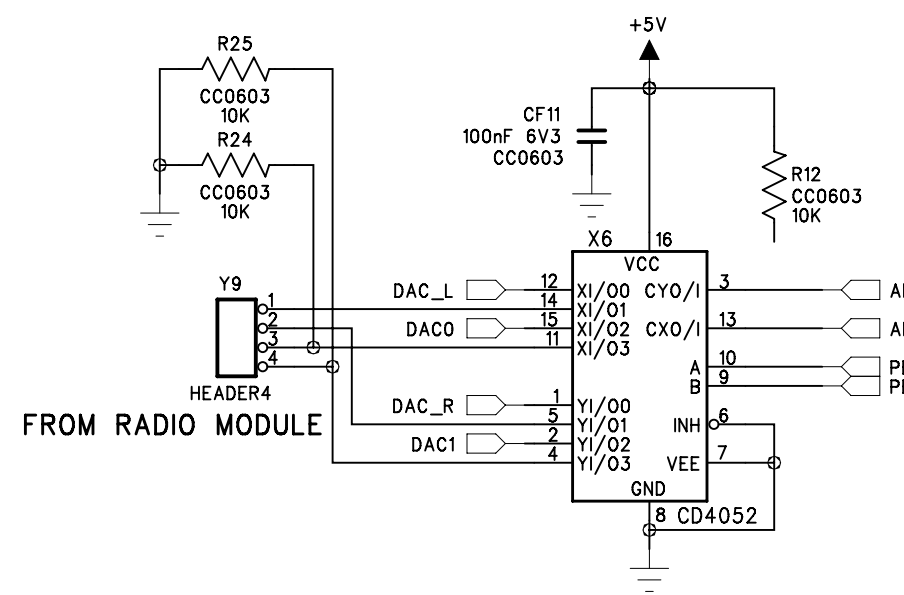 +5V
R25
CC0603
10K
R24
CC0603
10K
CF11
100nF 6V3
CC0603
R12
CC0603
10K
X6
16
VCC
Y9
1
2
3
4
HEADER4
FROM RADIO MODULE
DAC_L
12
XI/O0
14
XI/O1
DAC0
15
XI/O2
11
XI/O3
DAC_R
1
YI/O0
5
YI/O1
DAC1
2
YI/O2
4
YI/O3
CYO/I
3
CXO/I
13
A
10
B
9
INH
6
VEE
7
GND
8
CD4052